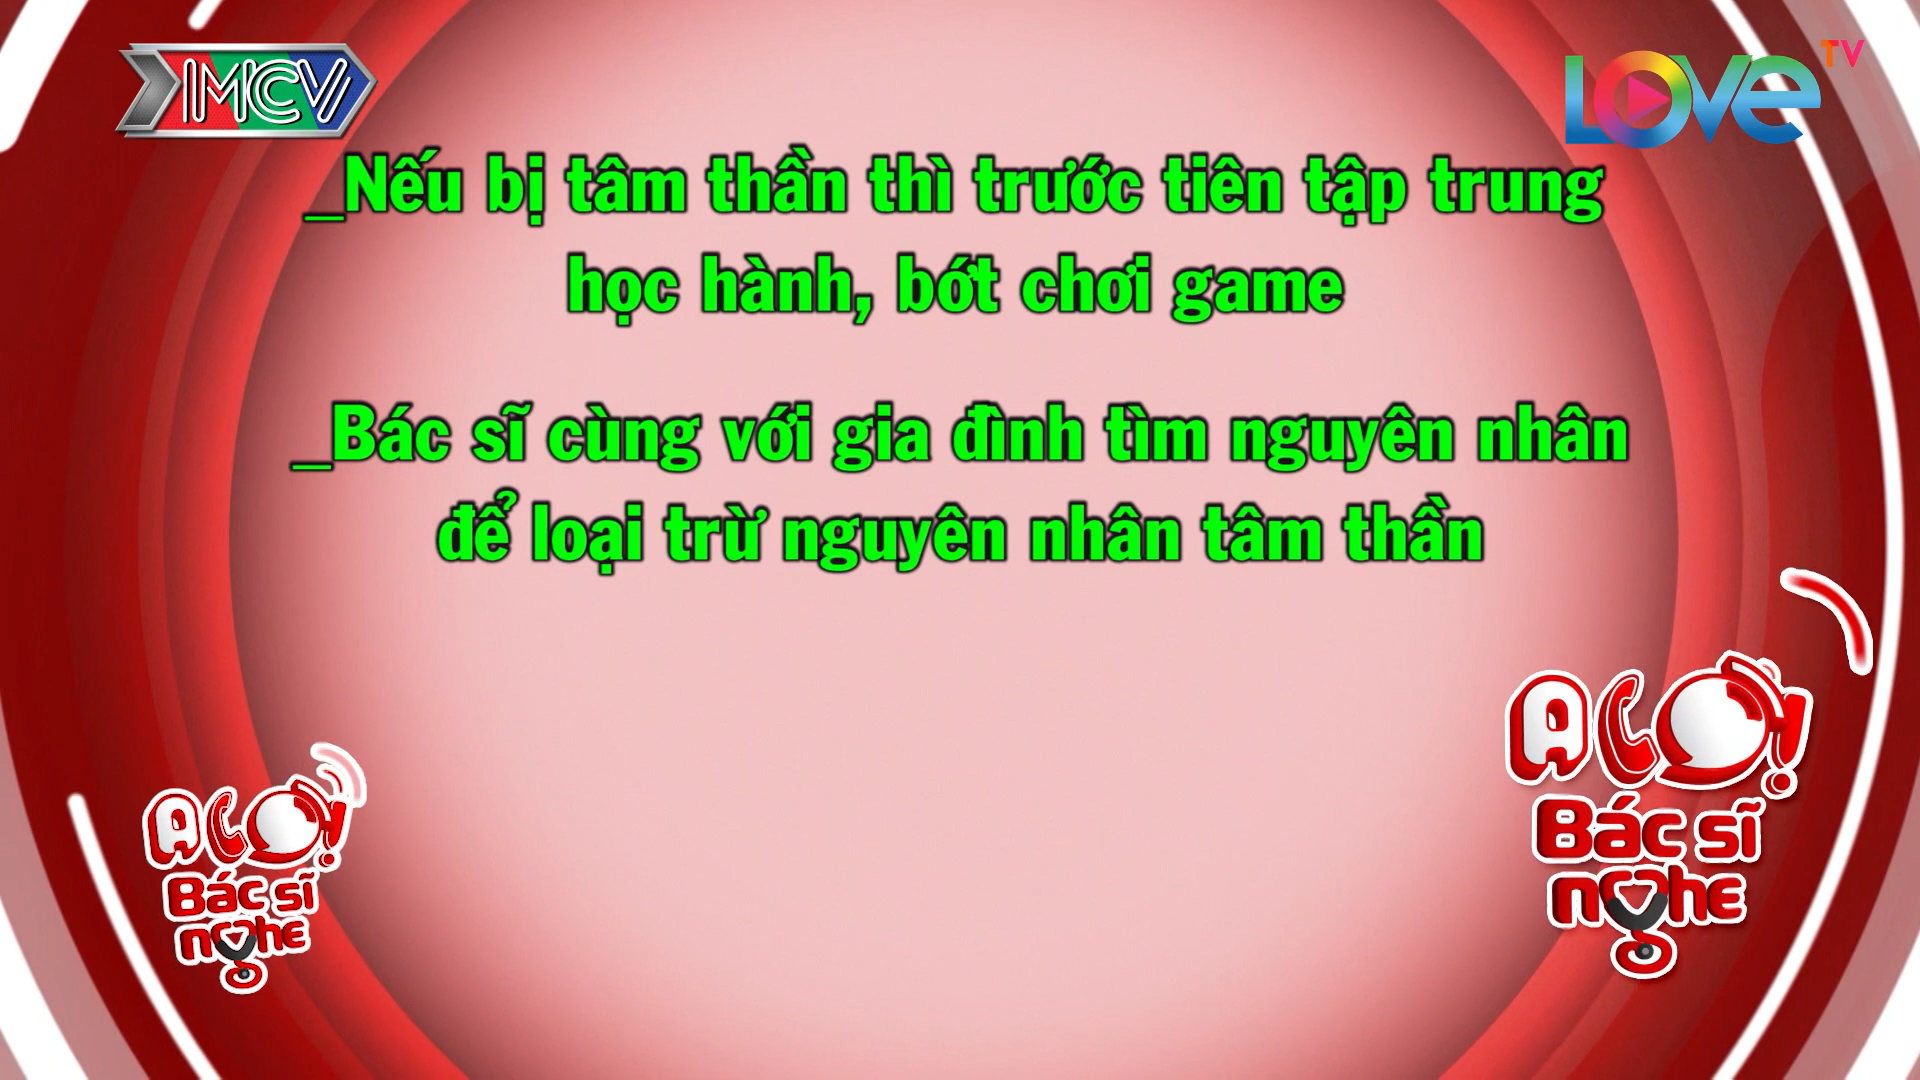 MCV
LOVE TV
_Nếu bị tâm thần thì trước tiên tập trung
học hành, bớt chơi game
_Bác sĩ cùng với gia đình tìm nguyên nhân
để loại trừ nguyên nhân tâm thần
ALO!
Bác sĩ
nghe
ALO!
Bác sĩ
nghe